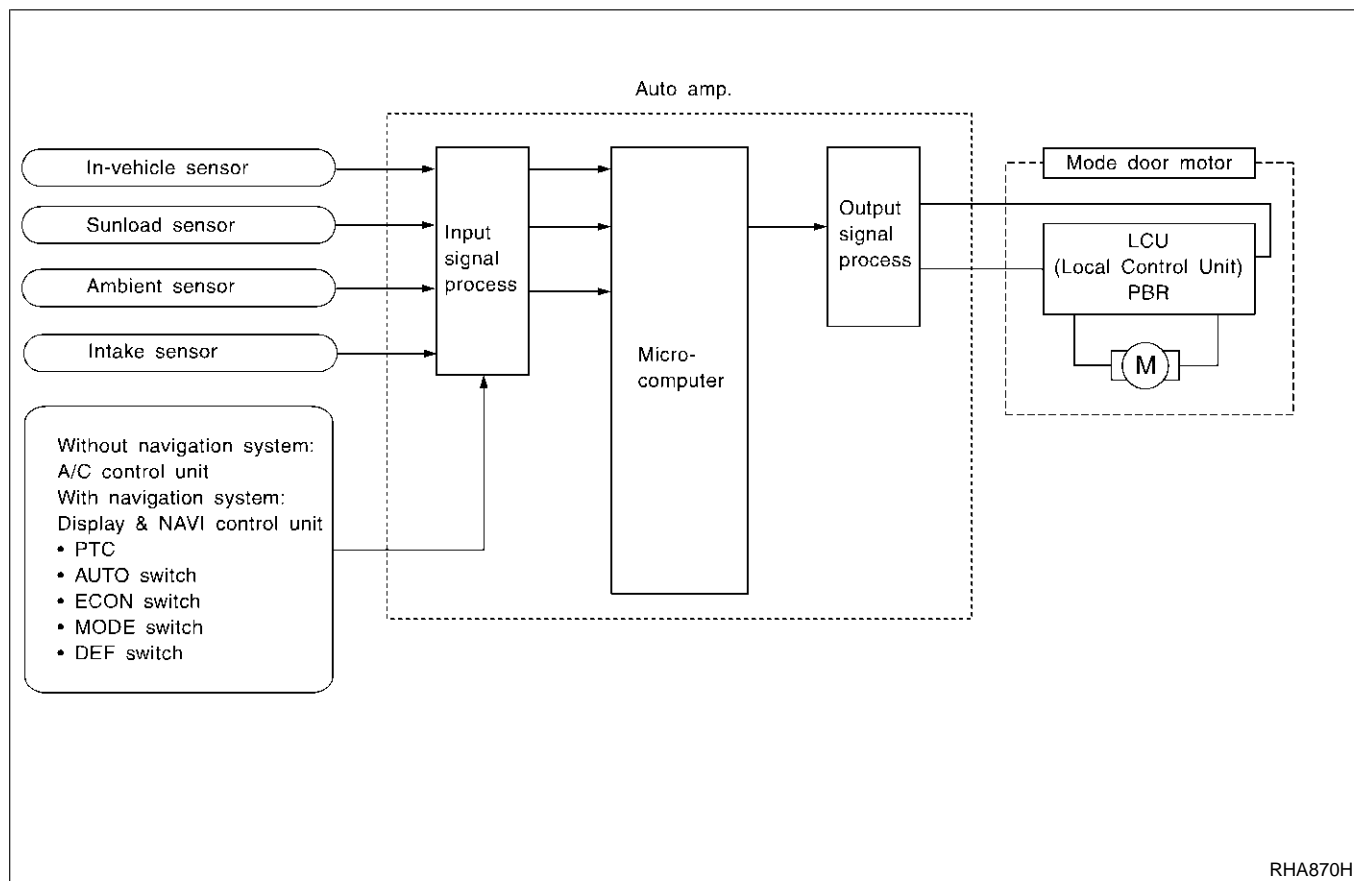 Auto amp.
In-vehicle sensor
Sunload sensor
Ambient sensor
Intake sensor
Without navigation system:
A/C control unit
With navigation system:
Display & NAVI control unit
• PTC
• AUTO switch
• ECON switch
• MODE switch
• DEF switch
Input
signal
process
Micro-
computer
Output
signal
process
Mode door motor
LCU
(Local Control Unit)
PBR
M
RHA870H